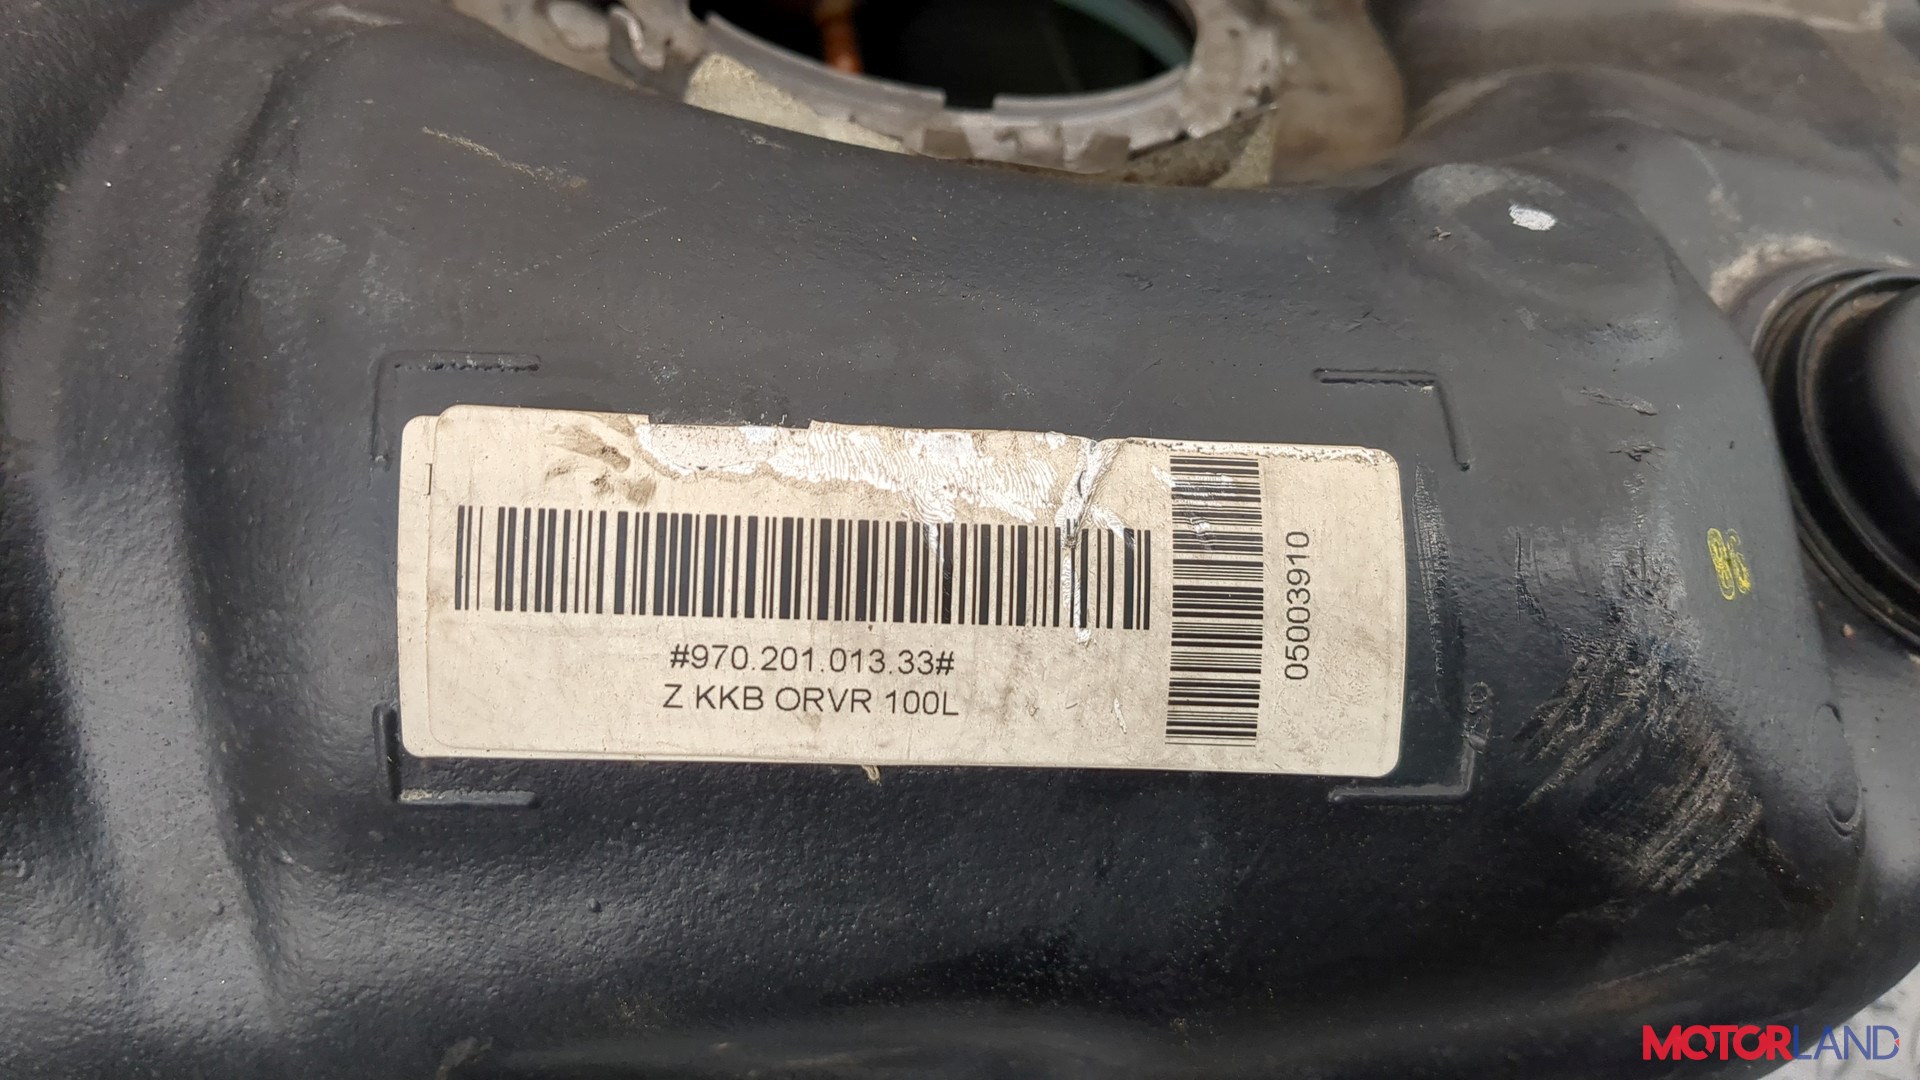 #970.201.013.33#
Z KKB ORVR 100L
05003910
MOTORLAND